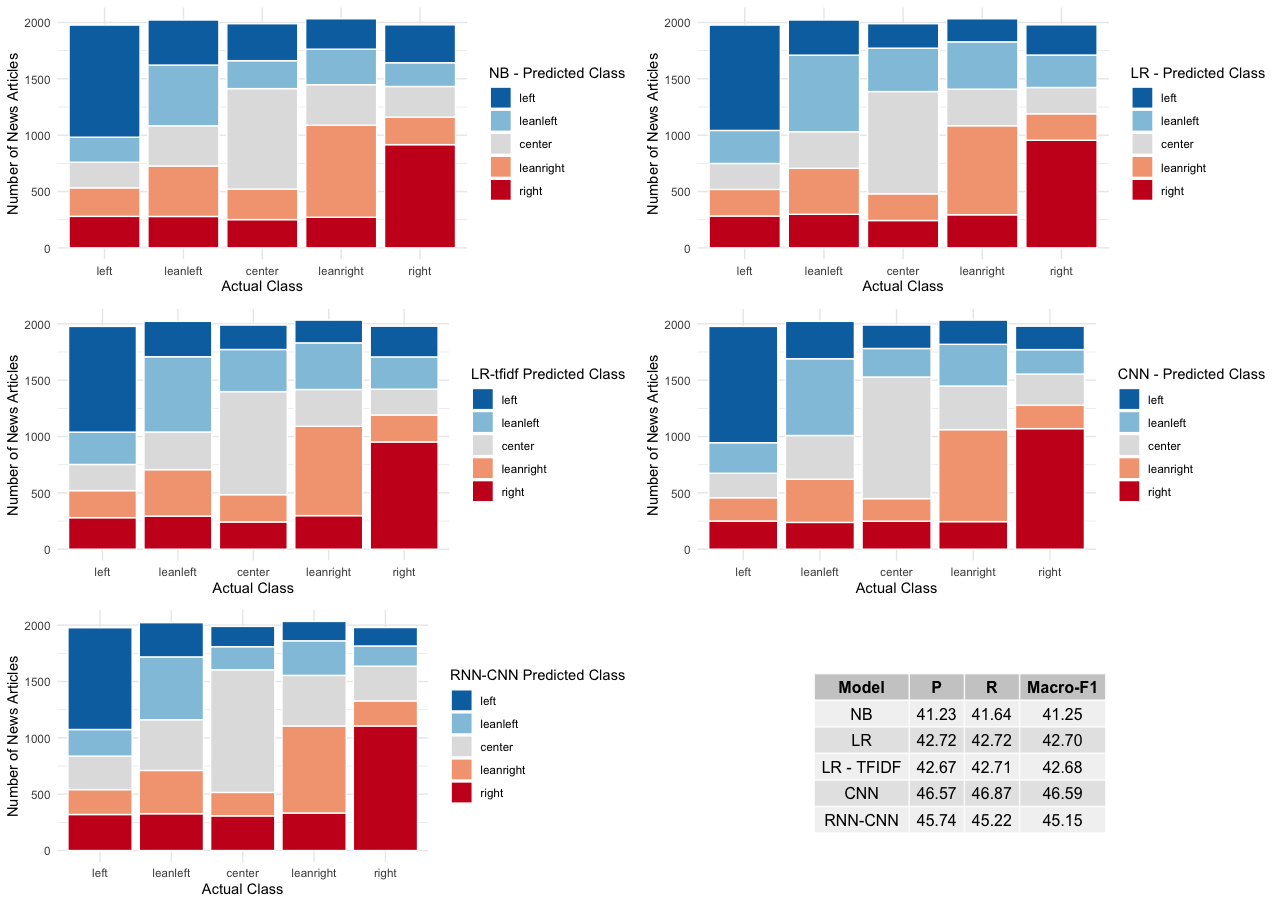 Number of News Articles
2000
1500
1000
500
0
left
leanleft
center
leanright
right
Actual Class
NB - Predicted Class
left
leanleft
center
leanright
right
Number of News Articles
2000
1500
1000
500
0
left
leanleft
center
leanright
right
Actual Class
LR - Predicted Class
left
leanleft
center
leanright
right
Number of News Articles
2000
1500
1000
500
0
left
leanleft
center
leanright
right
Actual Class
LR-tfidf Predicted Class
left
leanleft
center
leanright
right
Number of News Articles
2000
1500
1000
500
0
left
leanleft
center
leanright
right
Actual Class
CNN - Predicted Class
left
leanleft
center
leanright
right
Number of News Articles
2000
1500
1000
500
0
left
leanleft
center
leanright
right
Actual Class
RNN-CNN Predicted Class
left
leanleft
center
leanright
right
Model P R Macro-F1
NB 41.23 41.64 41.25
LR 42.72 42.72 42.70
LR - TFIDF 42.67 42.71 42.68
CNN 46.57 46.87 46.59
RNN-CNN 45.74 45.22 45.15